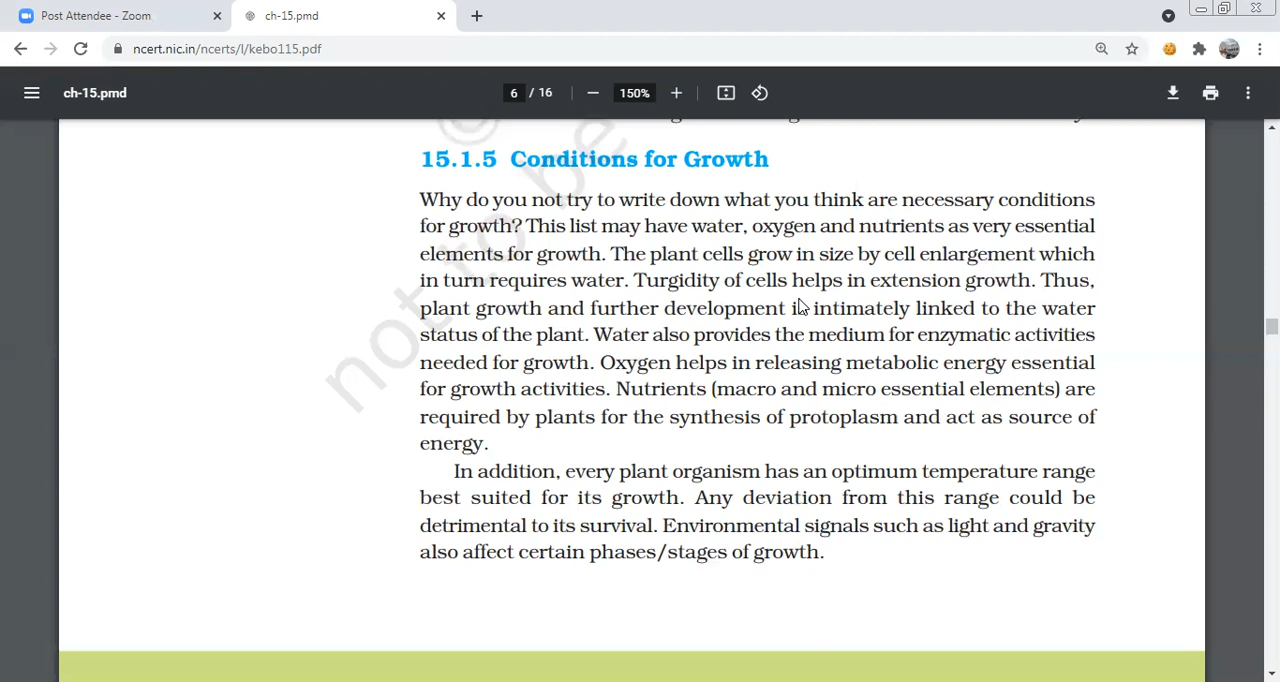 Post Attendee - Zoom
ch-15.pmd
ncert.nic.in/ncerts/l/kebo115.pdf
ch-15.pmd
6 / 16
150%
15.1.5 Conditions for Growth
Why do you not try to write down what you think are necessary conditions
for growth? This list may have water, oxygen and nutrients as very essential
elements for growth. The plant cells grow in size by cell enlargement which
in turn requires water. Turgidity of cells helps in extension growth. Thus,
plant growth and further development is intimately linked to the water
status of the plant. Water also provides the medium for enzymatic activities
needed for growth. Oxygen helps in releasing metabolic energy essential
for growth activities. Nutrients (macro and micro essential elements) are
required by plants for the synthesis of protoplasm and act as source of
energy.
In addition, every plant organism has an optimum temperature range
best suited for its growth. Any deviation from this range could be
detrimental to its survival. Environmental signals such as light and gravity
also affect certain phases/stages of growth.
©
not to be